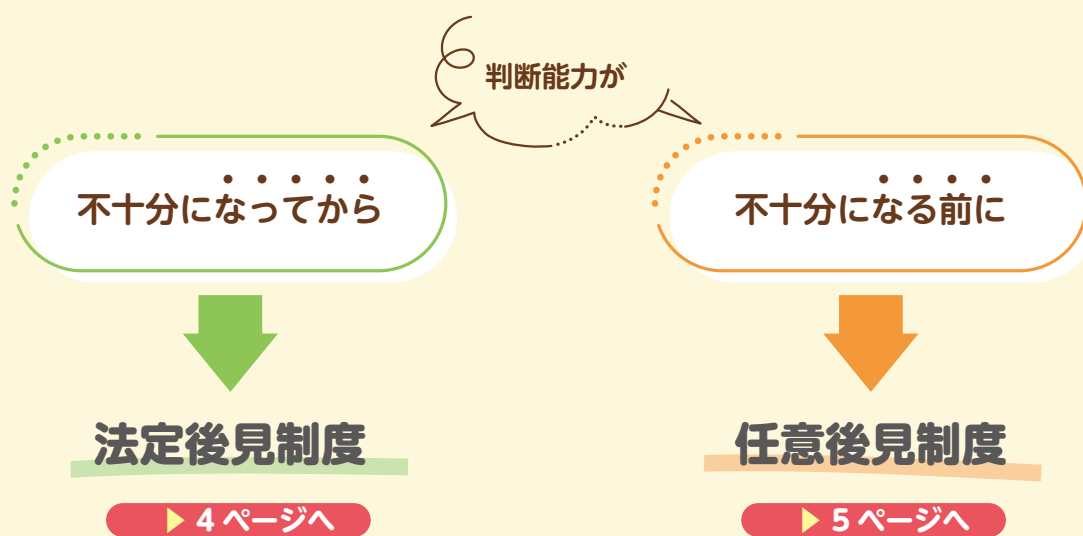 判断能力が
不十分になってから
不十分になる前に
法定後見制度
任意後見制度
4 ページへ
5 ページへ